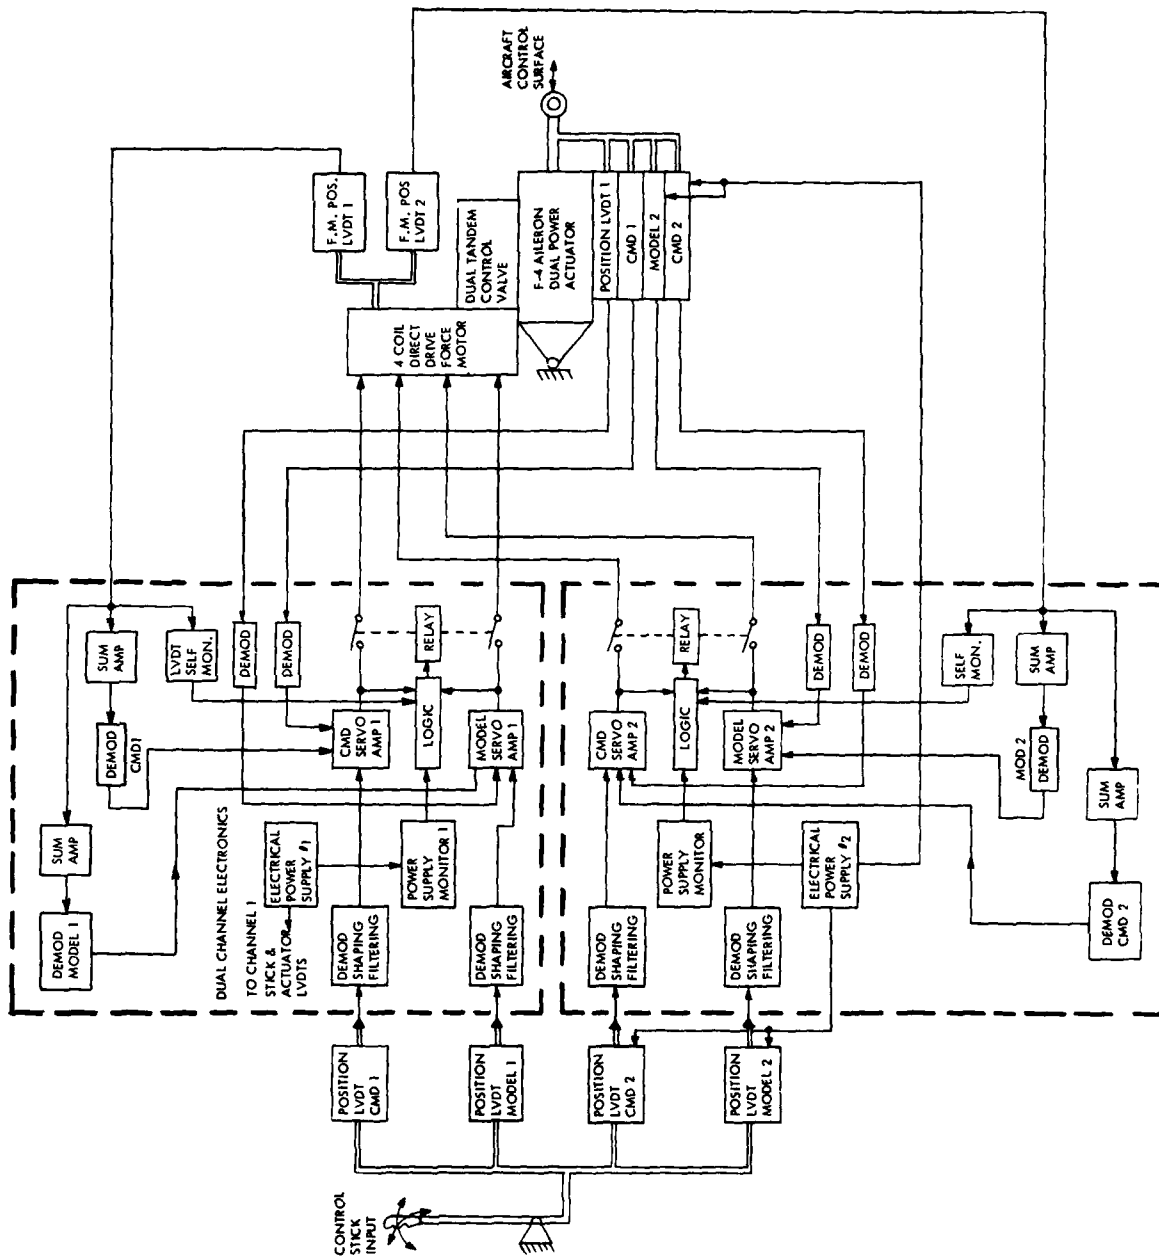 CONTROL
STICK
INPUT
POSITION
LVDT
CMD 1
POSITION
LVDT
MODEL 1
POSITION
LVDT
CMD 2
POSITION
LVDT
MODEL 2
DUAL CHANNEL ELECTRONICS
TO CHANNEL 1
STICK &
ACTUATOR
LVDTS
DEMOD
MODEL 1
SUM
AMP
DEMOD
CMD1
SUM
AMP
LVDT
SELF
MON.
DEMOD
DEMOD
ELECTRICAL
POWER
SUPPLY #1
DEMOD
SHAPING
FILTERING
POWER
SUPPLY
MONITOR 1
DEMOD
SHAPING
FILTERING
CMD
SERVO
AMP 1
LOGIC
RELAY
MODEL
SERVO
AMP 1
DEMOD
SHAPING
FILTERING
POWER
SUPPLY
MONITOR
DEMOD
SHAPING
FILTERING
ELECTRICAL
POWER
SUPPLY #2
CMD
SERVO
AMP 2
LOGIC
RELAY
MODEL
SERVO
AMP 2
DEMOD
DEMOD
SELF
MON.
SUM
AMP
MOD 2
DEMOD
SUM
AMP
DEMOD
CMD 2
F.M. POS.
LVDT 1
F.M. POS
LVDT 2
4 COIL
DIRECT
DRIVE
FORCE
MOTOR
DUAL TANDEM
CONTROL
VALVE
F-4 AILERON
DUAL POWER
ACTUATOR
POSITION LVDT 1
CMD 1
MODEL 2
CMD 2
AIRCRAFT
CONTROL
SURFACE